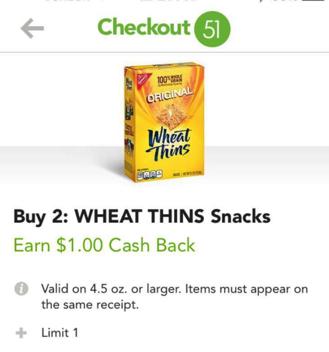 Checkout 51
100% WHOLE
GRAIN
ORIGINAL
Wheat
Thins
Buy 2: WHEAT THINS Snacks
Earn $1.00 Cash Back
Valid on 4.5 oz. or larger. Items must appear on
the same receipt.
Limit 1